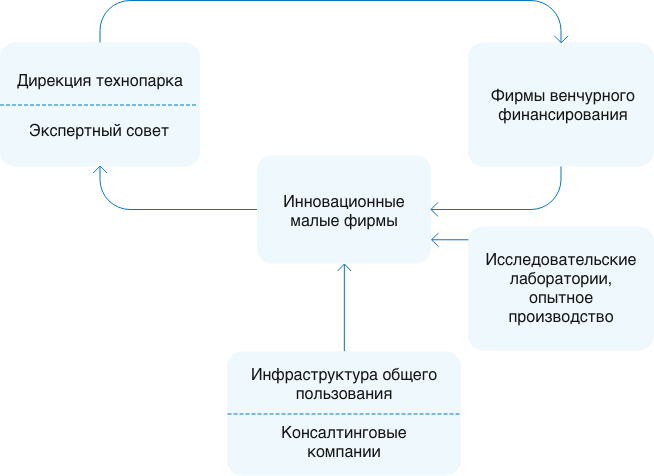 Дирекция технопарка
Экспертный совет
Фирмы венчурного
финансирования
Инновационные
малые фирмы
Исследовательские
лаборатории,
опытное
производство
Инфраструктура общего
пользования
Консалтинговые
компании